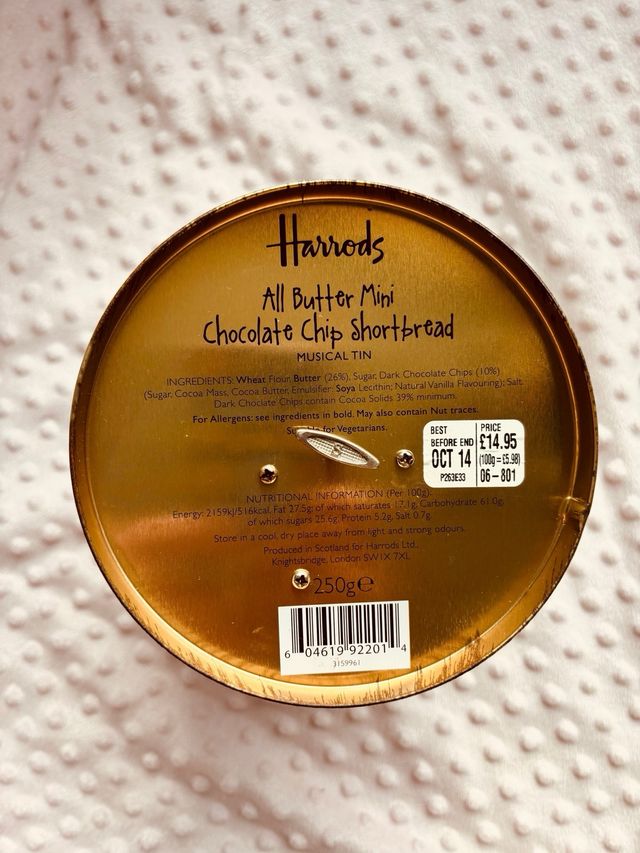 Harrods
All Butter Mini
Chocolate Chip Shortbread
MUSICAL TIN
INGREDIENTS: Wheat Flour, Butter (26%), Sugar, Dark Chocolate Chips (10%)
(Sugar, Cocoa Mass, Cocoa Butter, Emulsifier: Soya Lecithin; Natural Vanilla Flavouring); Salt.
Dark Choclate Chips contain Cocoa Solids 39% minimum.
For Allergens: see ingredients in bold. May also contain Nut traces.
for Vegetarians.
BEST
BEFORE END
OCT 14
P263E33
PRICE
£14.95
(100g=£5.98)
06-801
NUTRITIONAL INFORMATION (Per 100g):
Energy: 2159kJ/516kcal, Fat 27.5g; of which saturates 17.1g, Carbohydrate 61.0g;
of which sugars 25.6g, Protein 5.2g, Salt 0.7g.
Store in a cool, dry place away from light and strong odours.
Produced in Scotland for Harrods Ltd.,
Knightsbridge, London SW1X 7XL
250g℮
6 04619 92201 4
3159961